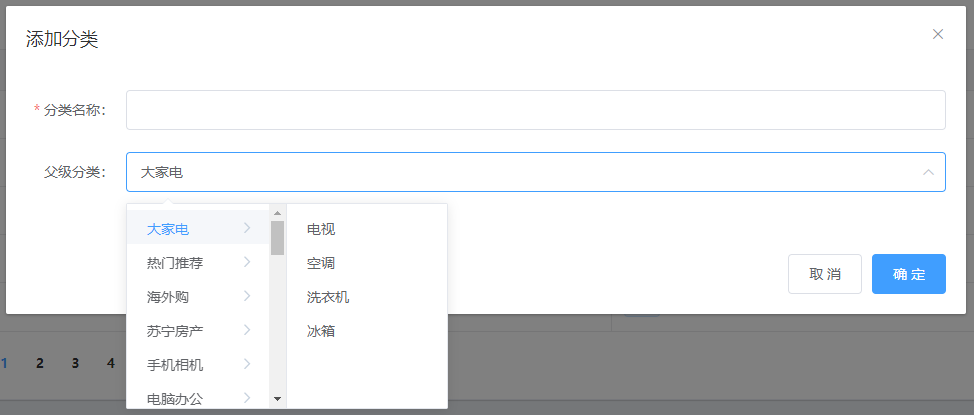 添加分类
* 分类名称:
父级分类: 大家电
大家电 电视
热门推荐 空调
海外购 洗衣机
苏宁房产 冰箱
手机相机
电脑办公
取 消 确 定
1 2 3 4